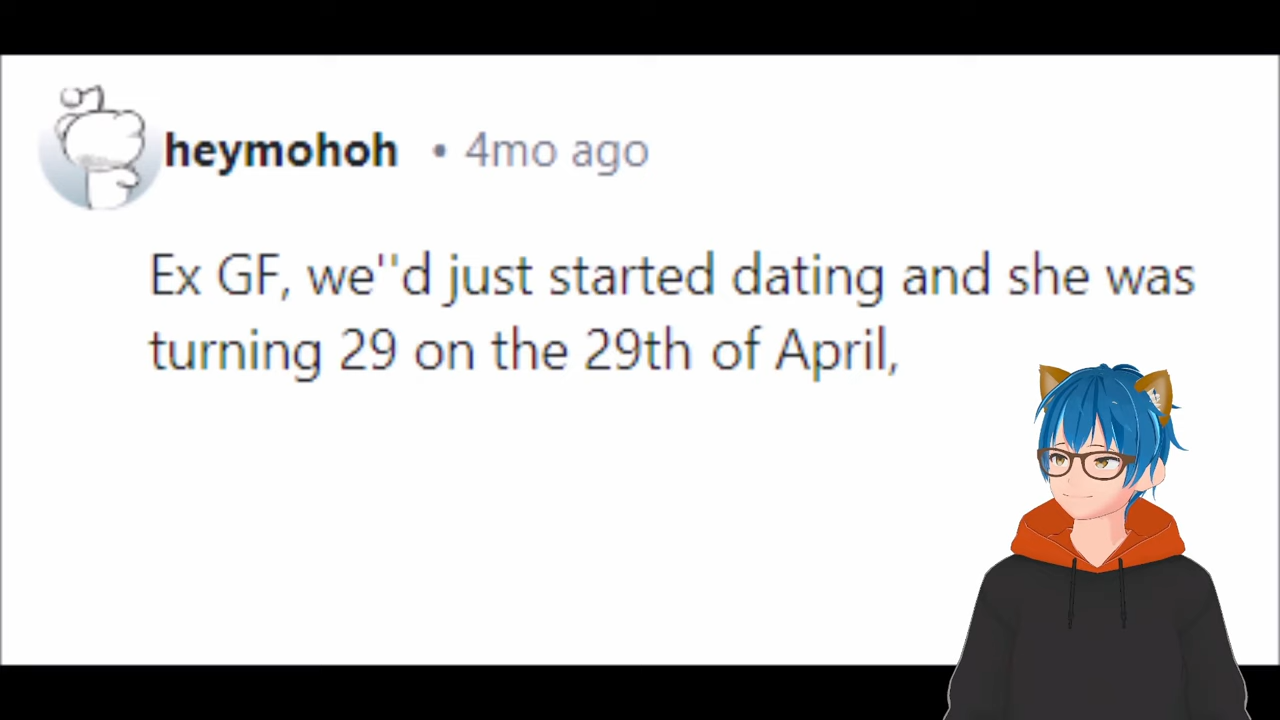 heymohoh • 4mo ago
Ex GF, we''d just started dating and she was
turning 29 on the 29th of April,